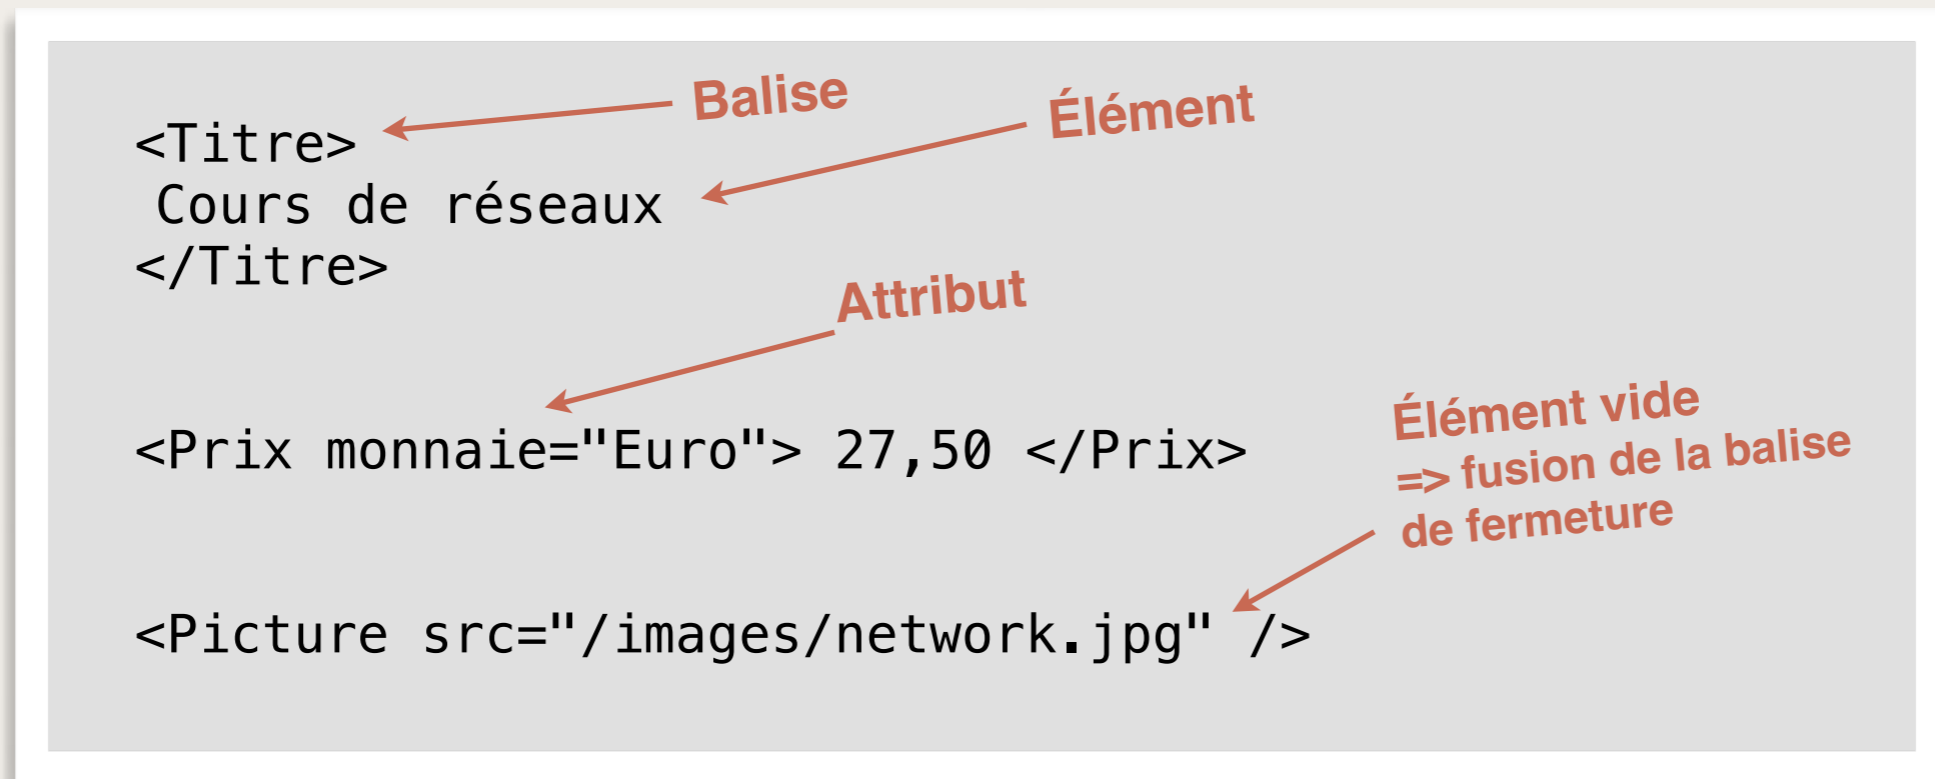 Balise
Élément
<Titre>
Cours de réseaux
</Titre>
Attribut
<Prix monnaie="Euro"> 27,50 </Prix>
Élément vide
=> fusion de la balise
de fermeture
<Picture src="/images/network.jpg" />